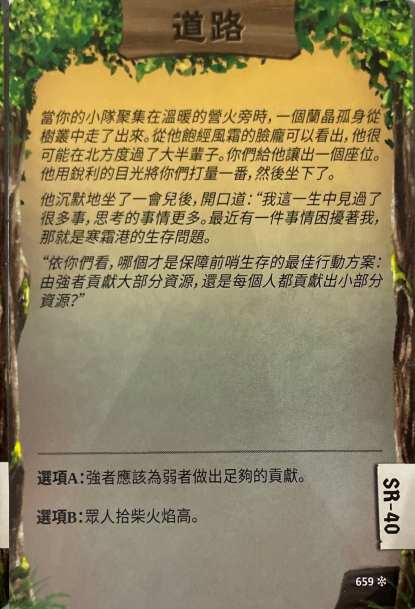 道路
當你的小隊聚集在溫暖的營火旁時，一個蘭晶孤身從
樹叢中走了出來。從他飽經風霜的臉龐可以看出，他很
可能在北方度過了大半輩子。你們給他讓出一個座位。
他用銳利的目光將你們打量一番，然後坐下了。
他沉默地坐了一會兒後，開口道：“我這一生中見過了
很多事，思考的事情更多。最近有一件事情困擾著我，
那就是寒霜港的生存問題。
“依你們看，哪個才是保障前哨生存的最佳行動方案：
由強者貢獻大部分資源，還是每個人都貢獻出小部分
資源？”
選項A：強者應該為弱者做出足夠的貢獻。
選項B：眾人拾柴火焰高。
SR-40
659 ✻